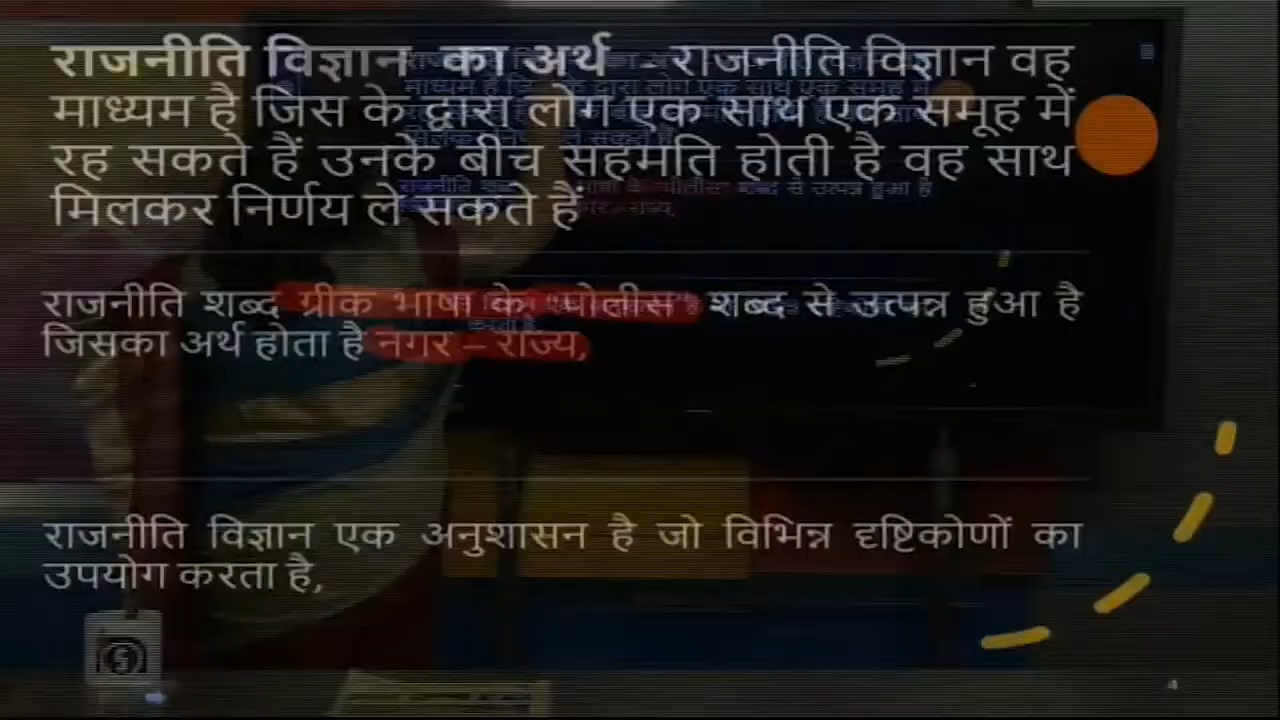 राजनीति विज्ञान का अर्थ - राजनीति विज्ञान वह
माध्यम है जिस के द्वारा लोग एक साथ एक समूह में
रह सकते हैं उनके बीच सहमति होती है वह साथ
मिलकर निर्णय ले सकते हैं
राजनीति शब्द ग्रीक भाषा के "पोलीस" शब्द से उत्पन्न हुआ है
जिसका अर्थ होता है नगर – राज्य,
राजनीति विज्ञान एक अनुशासन है जो विभिन्न दृष्टिकोणों का
उपयोग करता है,
4